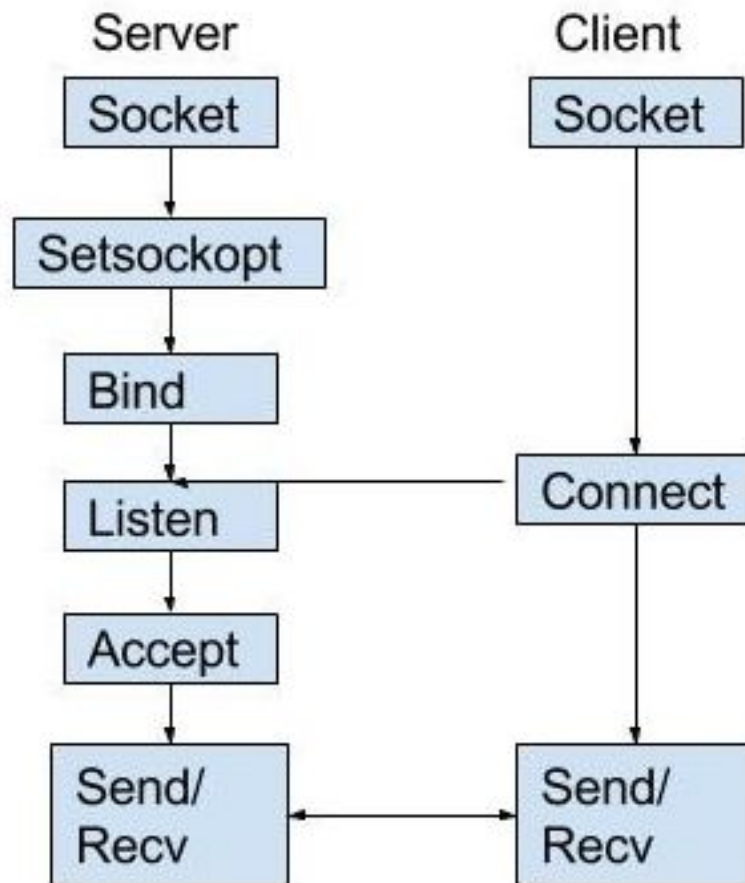 Server
Client
Socket
Socket
Setsockopt
Bind
Connect
Listen
Accept
Send/
Recv
Send/
Recv